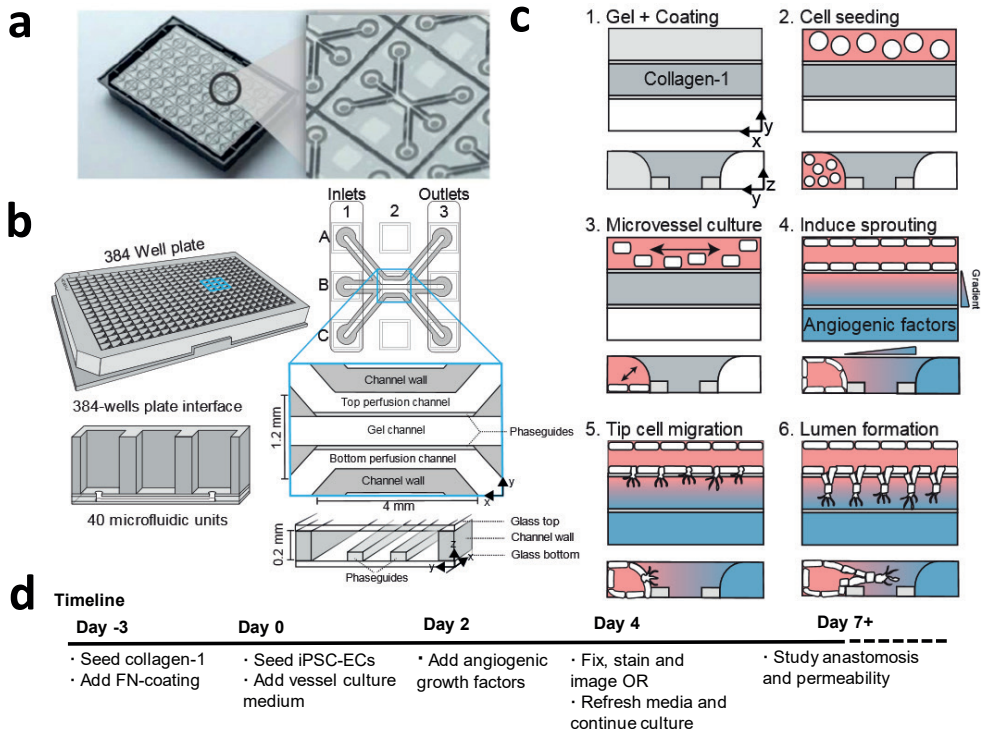 a
b
384 Well plate
384-wells plate interface
40 microfluidic units
Inlets
Outlets
1
2
3
A
B
C
Channel wall
Top perfusion channel
Gel channel
Phaseguides
Bottom perfusion channel
Channel wall
1.2 mm
4 mm
y
x
Glass top
Channel wall
Glass bottom
0.2 mm
Phaseguides
z
y
x
c
1. Gel + Coating
Collagen-1
y
x
z
y
2. Cell seeding
3. Microvessel culture
4. Induce sprouting
Gradient
Angiogenic factors
5. Tip cell migration
6. Lumen formation
d
Timeline
Day -3
· Seed collagen-1
· Add FN-coating
Day 0
· Seed iPSC-ECs
· Add vessel culture
medium
Day 2
· Add angiogenic
growth factors
Day 4
· Fix, stain and
image OR
· Refresh media and
continue culture
Day 7+
· Study anastomosis
and permeability